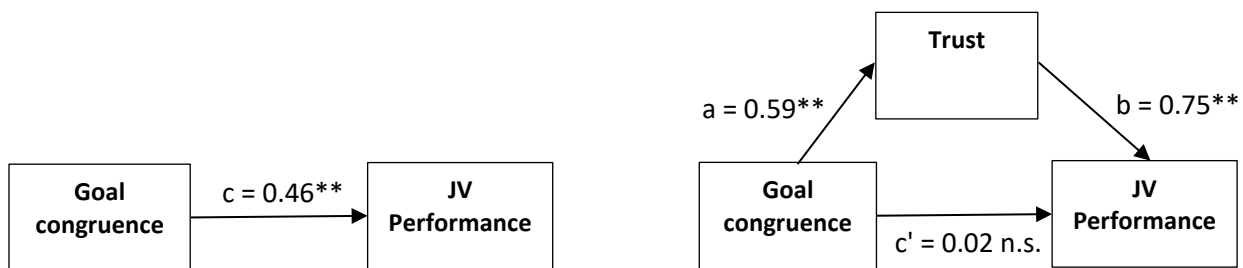 Goal
congruence
c = 0.46**
JV
Performance
Trust
a = 0.59**
b = 0.75**
Goal
congruence
c' = 0.02 n.s.
JV
Performance